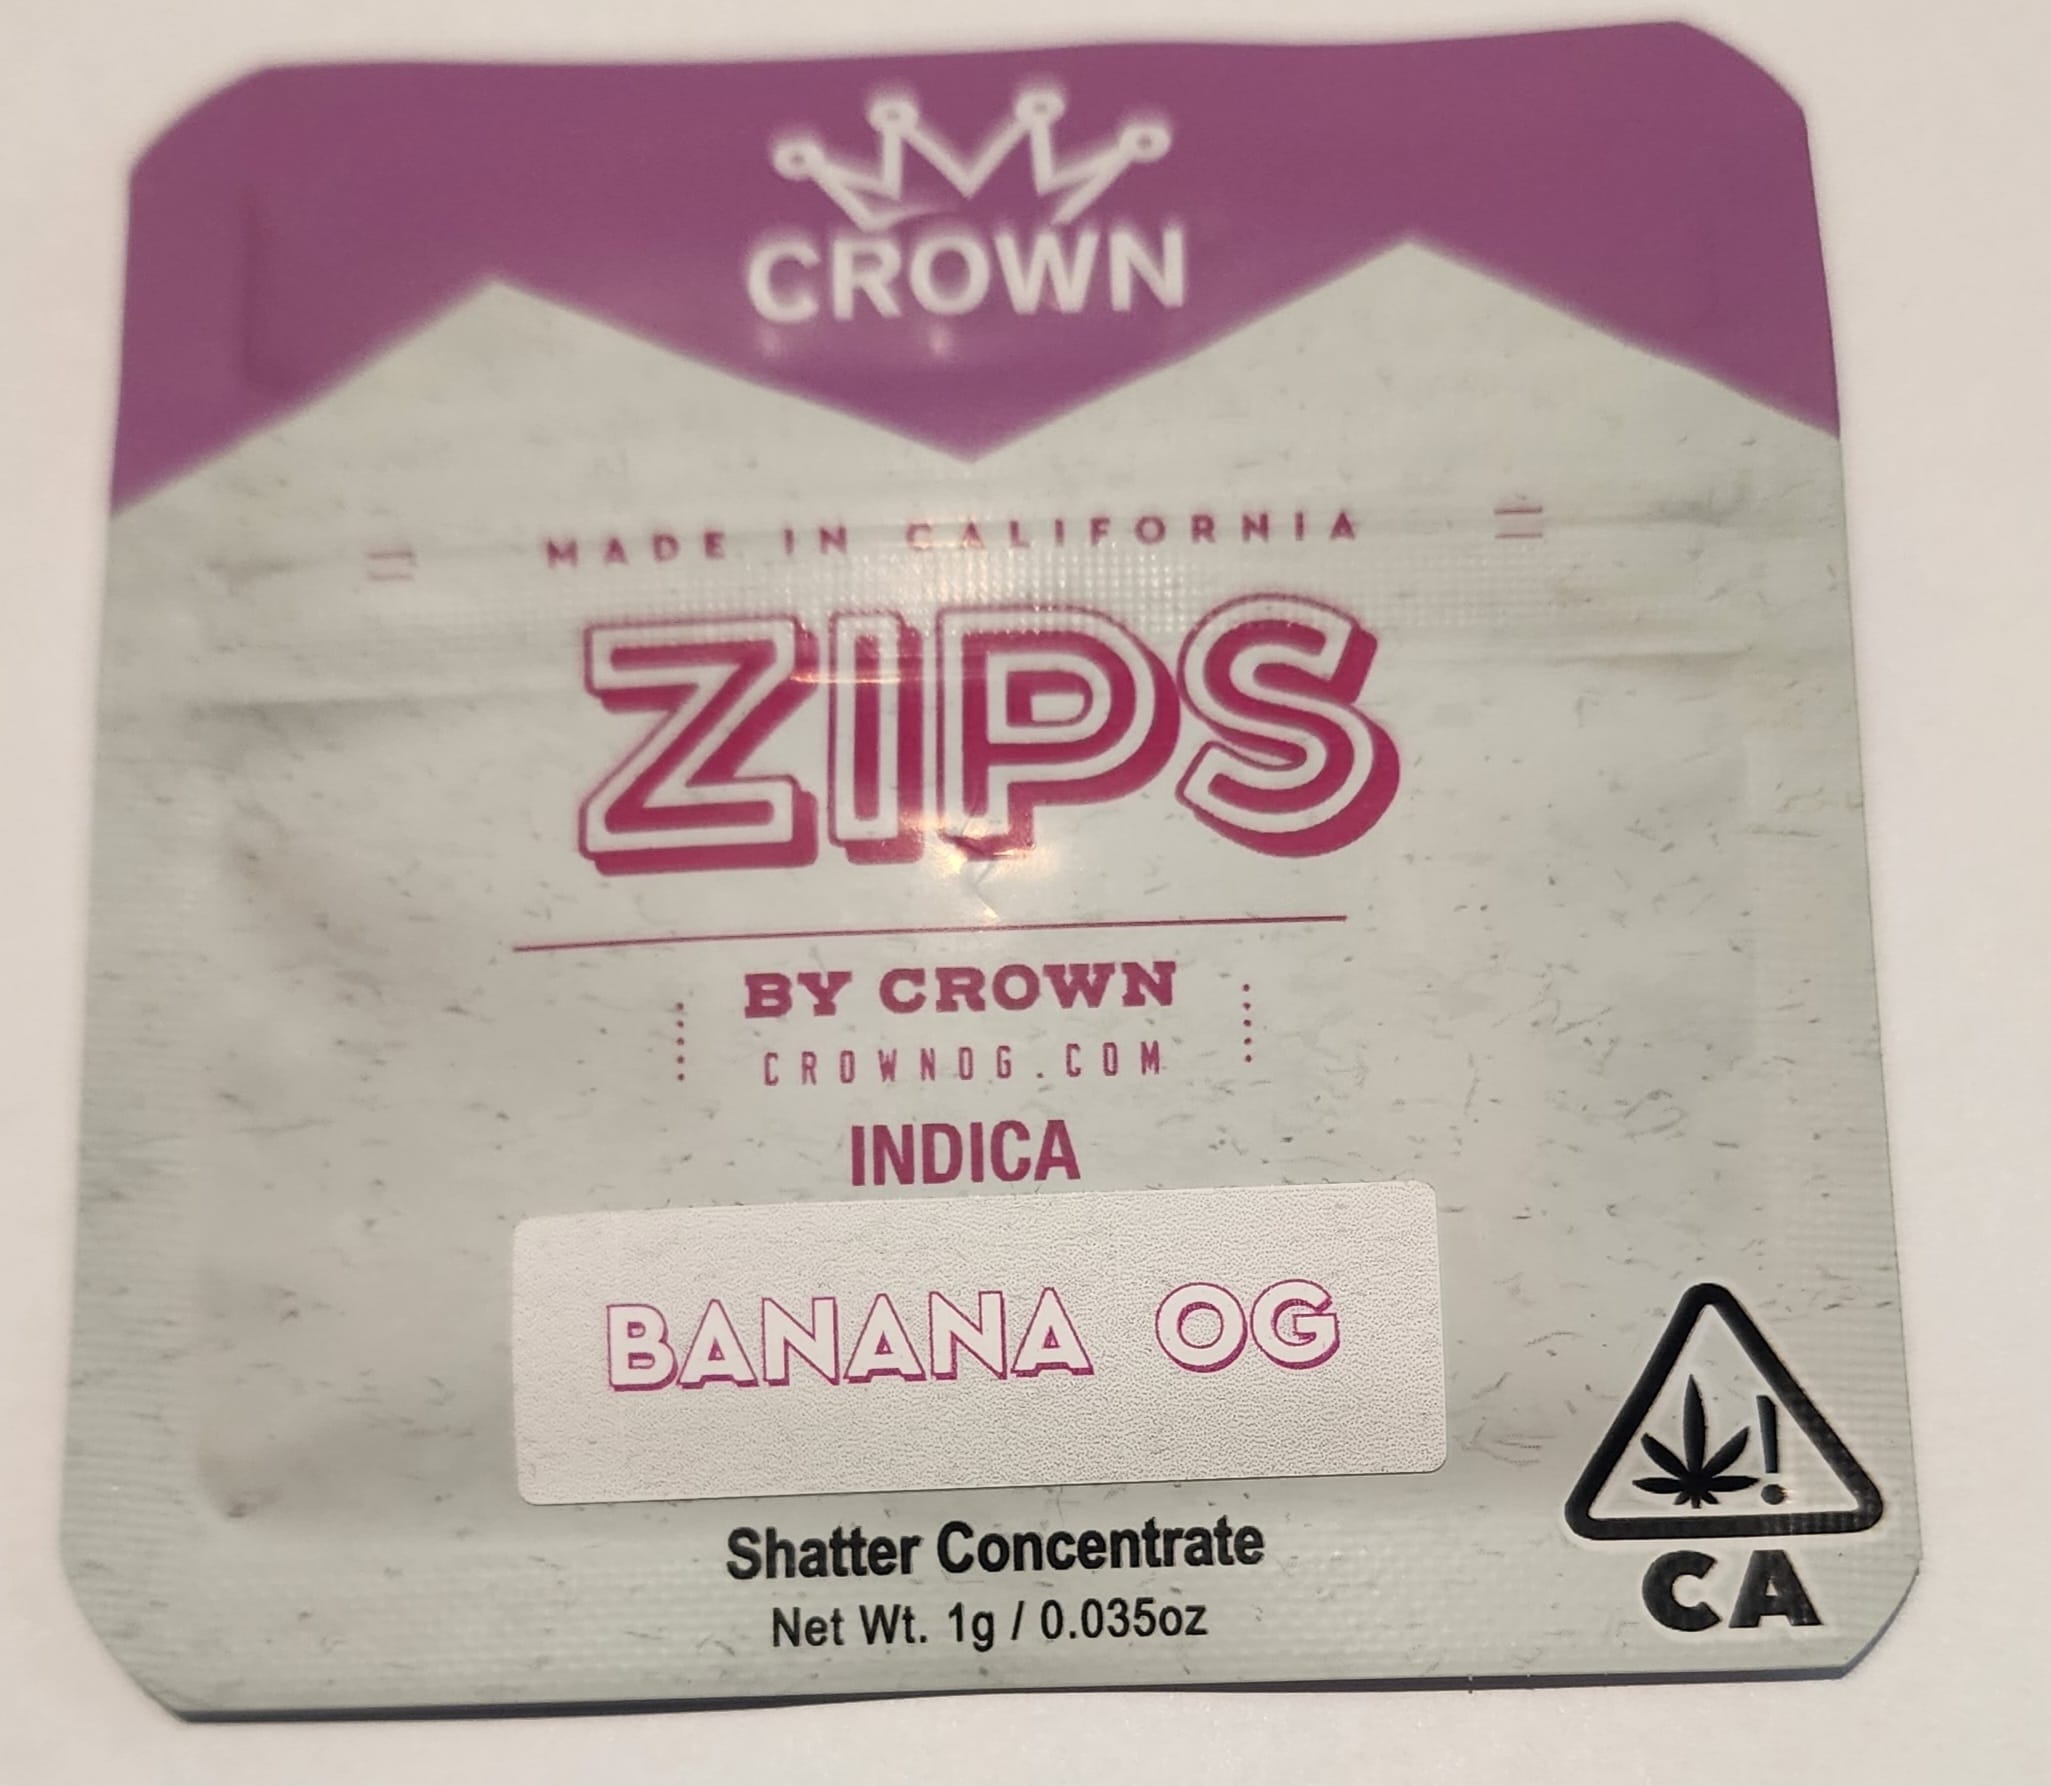 CROWN
MADE IN CALIFORNIA
ZIPS
BY CROWN
CROWNOG.COM
INDICA
BANANA OG
Shatter Concentrate
Net Wt. 1g / 0.035oz
!
CA